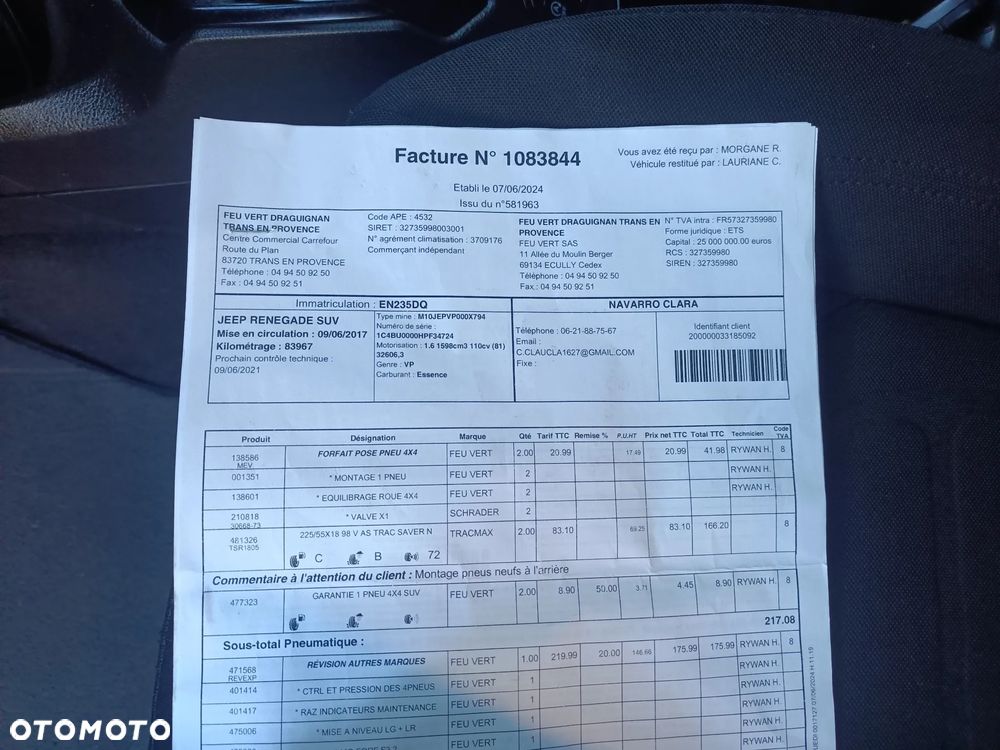 Facture N° 1083844
Vous avez été reçu par : MORGANE R.
Véhicule restitué par : LAURIANE C.
Etabli le 07/06/2024
Issu du n°581963
FEU VERT DRAGUIGNAN
TRANS EN PROVENCE
Centre Commercial Carrefour
Route du Plan
83720 TRANS EN PROVENCE
Téléphone : 04 94 50 92 50
Fax : 04 94 50 92 51
Code APE : 4532
SIRET : 32735998003001
N° agrément climatisation : 3709176
Commerçant indépendant
FEU VERT DRAGUIGNAN TRANS EN
PROVENCE
FEU VERT SAS
11 Allée du Moulin Berger
69134 ECULLY Cedex
Téléphone : 04 94 50 92 50
Fax.: 04 94 50 92 51
N° TVA intra : FR57327359980
Forme juridique : ETS
Capital : 25 000 000.00 euros
RCS : 327359980
SIREN : 327359980
Immatriculation : EN235DQ
JEEP RENEGADE SUV
Mise en circulation : 09/06/2017
Kilométrage : 83967
Prochain contrôle technique :
09/06/2021
Type mine : M10JEPVP000X794
Numéro de série :
1C4BU0000HPF34724
Motorisation : 1.6 1598cm3 110cv (81)
32606,3
Genre : VP
Carburant : Essence
NAVARRO CLARA
Téléphone : 06-21-88-75-67
Email :
C.CLAUCLA1627@GMAIL.COM
Fixe :
Identifiant client
200000033185092
Produit Désignation Marque Qté Tarif TTC Remise % P.U.HT Prix net TTC Total TTC Technicien Code TVA
138586 FORFAIT POSE PNEU 4X4 FEU VERT 2.00 20.99 17.49 20.99 41.98 RYWAN H. 8
MEV
001351 * MONTAGE 1 PNEU FEU VERT 2 RYWAN H.
138601 * EQUILIBRAGE ROUE 4X4 FEU VERT 2 RYWAN H.
210818 * VALVE X1 SCHRADER 2
30668-73
481326 225/55X18 98 V AS TRAC SAVER N TRACMAX 2.00 83.10 69.25 83.10 166.20 8
TSR1805
C B 72
Commentaire à l'attention du client : Montage pneus neufs à l'arrière
477323 GARANTIE 1 PNEU 4X4 SUV FEU VERT 2.00 8.90 50.00 3.71 4.45 8.90 RYWAN H. 8
Sous-total Pneumatique : 217.08
471568 RÉVISION AUTRES MARQUES FEU VERT 1.00 219.99 20.00 146.66 175.99 175.99 RYWAN H. 8
REVEXP
401414 * CTRL ET PRESSION DES 4PNEUS FEU VERT 1 RYWAN H.
401417 * RAZ INDICATEURS MAINTENANCE FEU VERT 1 RYWAN H.
475006 * MISE A NIVEAU LG + LR FEU VERT 1 RYWAN H.
FEU VERT 1 RYWAN H.
07/06/2024 H 11:19
OTOMOTO